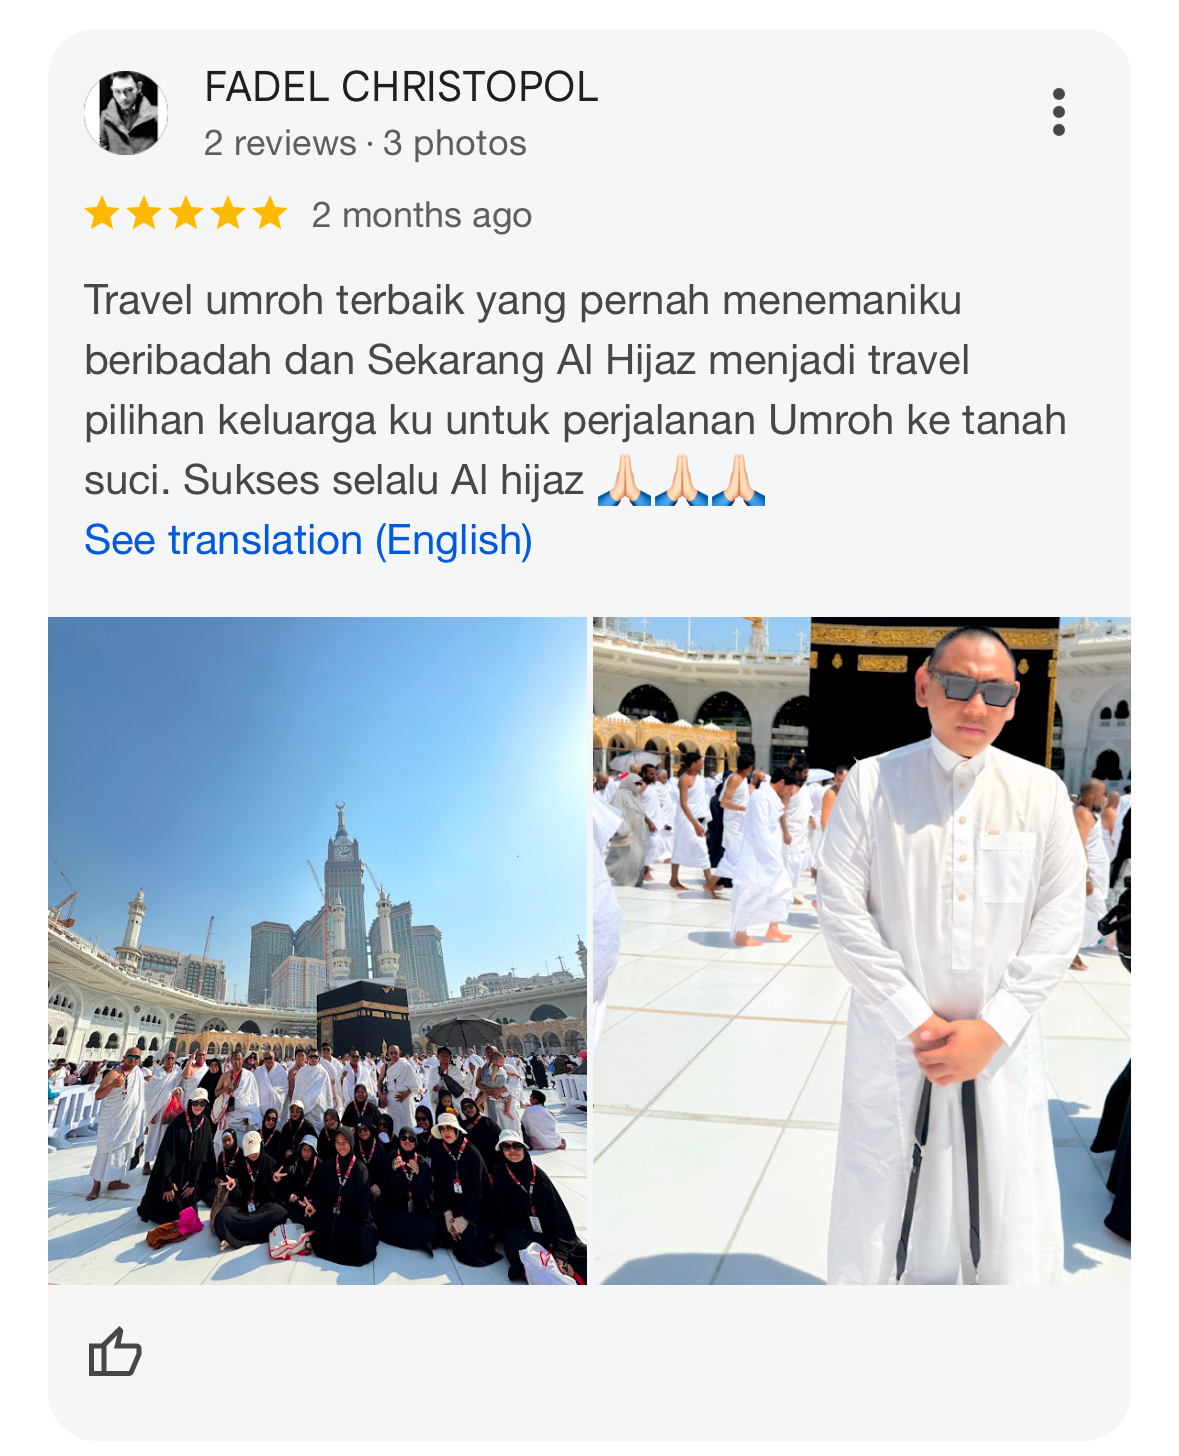 FADEL CHRISTOPOL
2 reviews · 3 photos
2 months ago
Travel umroh terbaik yang pernah menemaniku
beribadah dan Sekarang Al Hijaz menjadi travel
pilihan keluarga ku untuk perjalanan Umroh ke tanah
suci. Sukses selalu Al hijaz 🙏🏻🙏🏻🙏🏻
See translation (English)